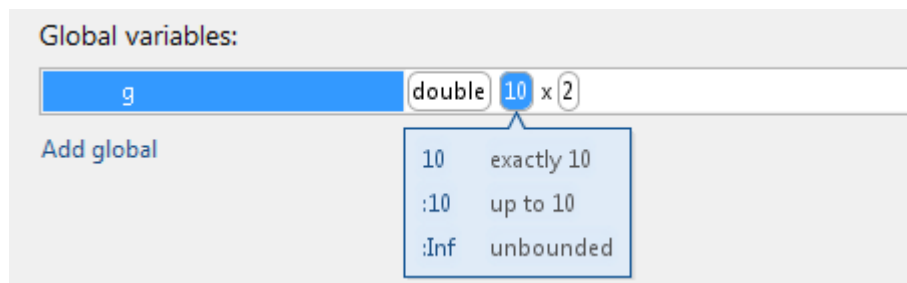 Global variables:
g double 10 x 2
Add global
10 exactly 10
:10 up to 10
:Inf unbounded